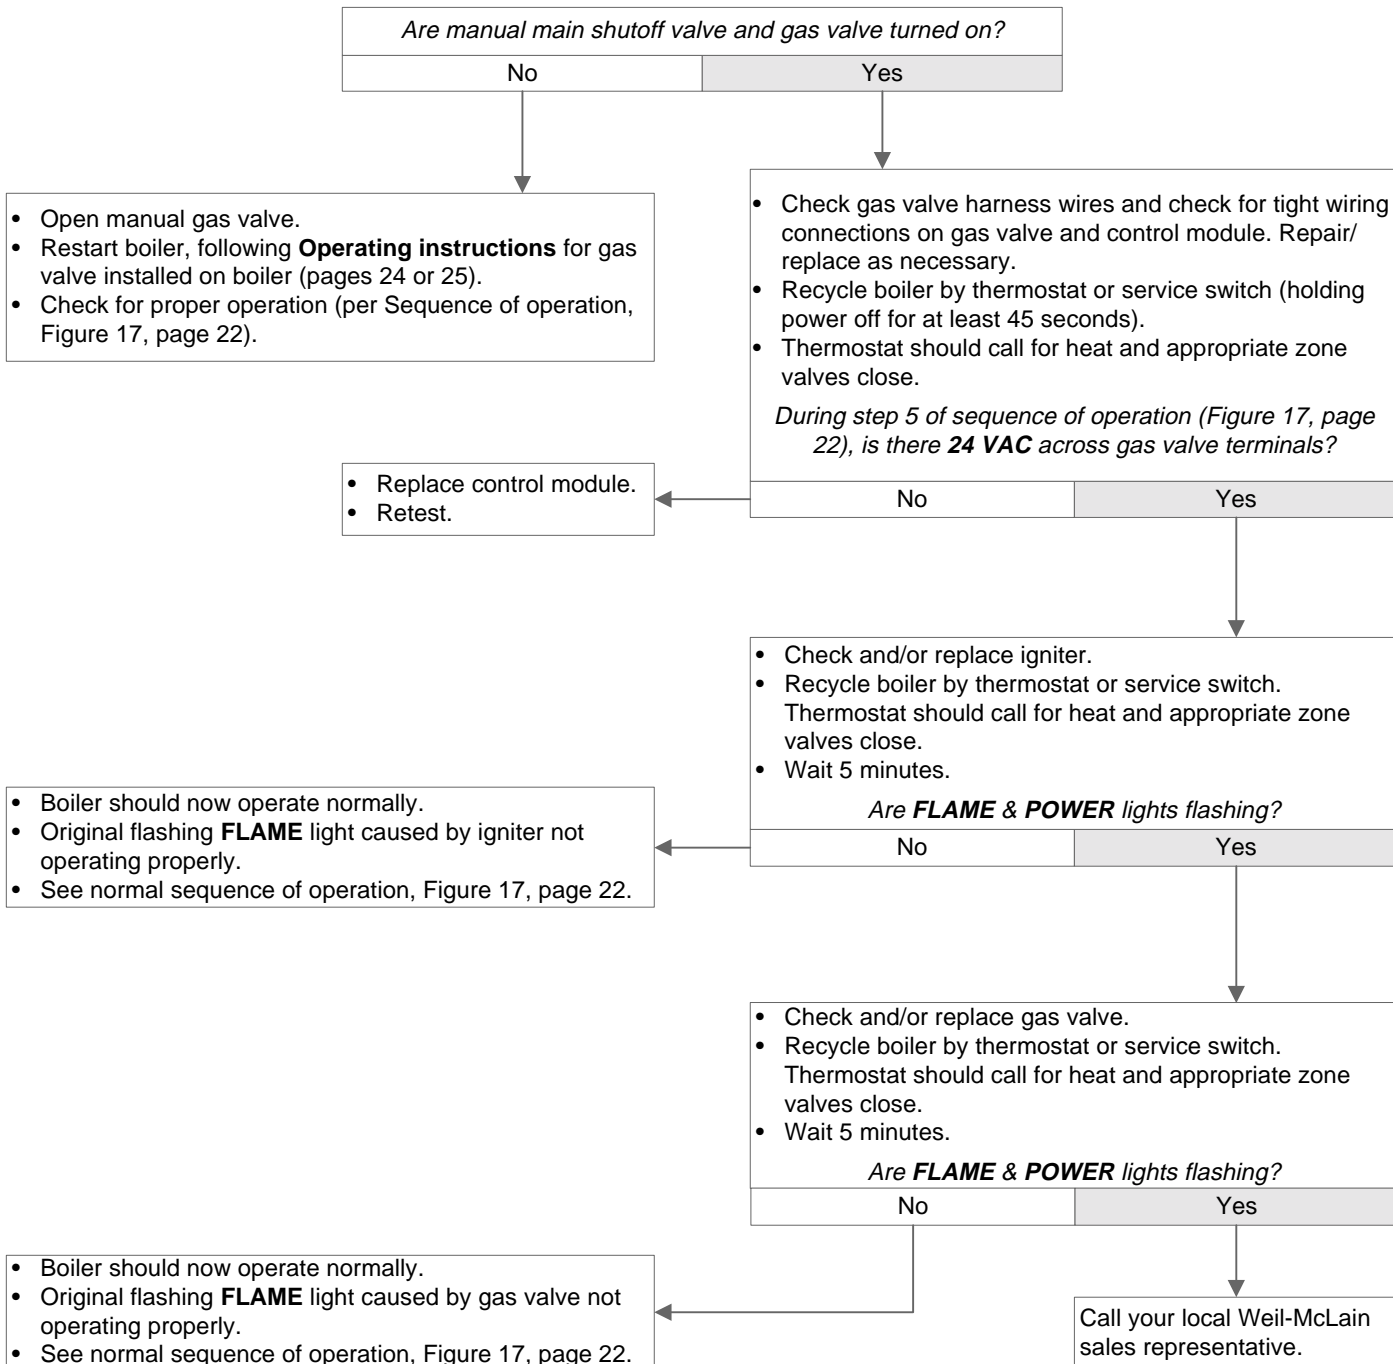 Are manual main shutoff valve and gas valve turned on?
No
Yes
• Open manual gas valve.
• Restart boiler, following Operating instructions for gas
valve installed on boiler (pages 24 or 25).
• Check for proper operation (per Sequence of operation,
Figure 17, page 22).
• Check gas valve harness wires and check for tight wiring
connections on gas valve and control module. Repair/
replace as necessary.
• Recycle boiler by thermostat or service switch (holding
power off for at least 45 seconds).
• Thermostat should call for heat and appropriate zone
valves close.
During step 5 of sequence of operation (Figure 17, page
22), is there 24 VAC across gas valve terminals?
No
Yes
• Replace control module.
• Retest.
• Check and/or replace igniter.
• Recycle boiler by thermostat or service switch.
Thermostat should call for heat and appropriate zone
valves close.
• Wait 5 minutes.
Are FLAME & POWER lights flashing?
No
Yes
• Boiler should now operate normally.
• Original flashing FLAME light caused by igniter not
operating properly.
• See normal sequence of operation, Figure 17, page 22.
• Check and/or replace gas valve.
• Recycle boiler by thermostat or service switch.
Thermostat should call for heat and appropriate zone
valves close.
• Wait 5 minutes.
Are FLAME & POWER lights flashing?
No
Yes
• Boiler should now operate normally.
• Original flashing FLAME light caused by gas valve not
operating properly.
• See normal sequence of operation, Figure 17, page 22.
Call your local Weil-McLain
sales representative.